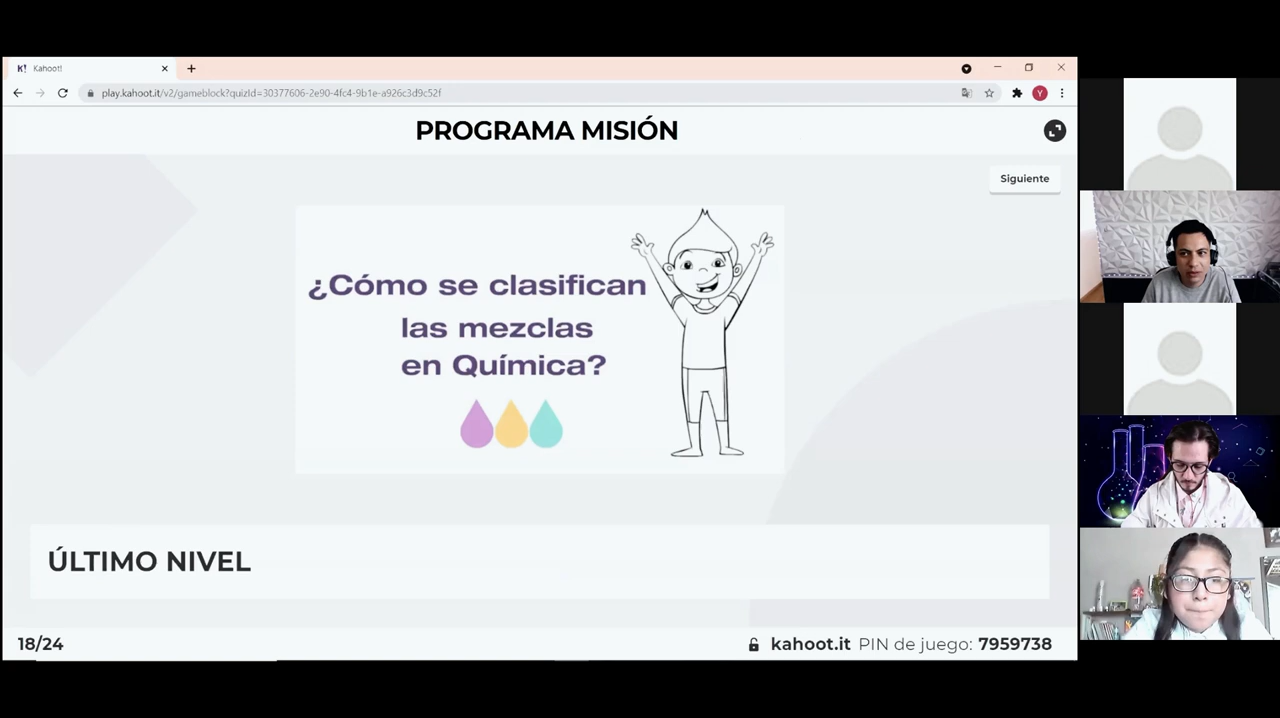 Kahoot!
play.kahoot.it/v2/gameblock?quizId=30377606-2e90-4fc4-9b1e-a926c3d9c52f
Y
PROGRAMA MISIÓN
Siguiente
¿Cómo se clasifican
las mezclas
en Química?
ÚLTIMO NIVEL
18/24
kahoot.it PIN de juego: 7959738